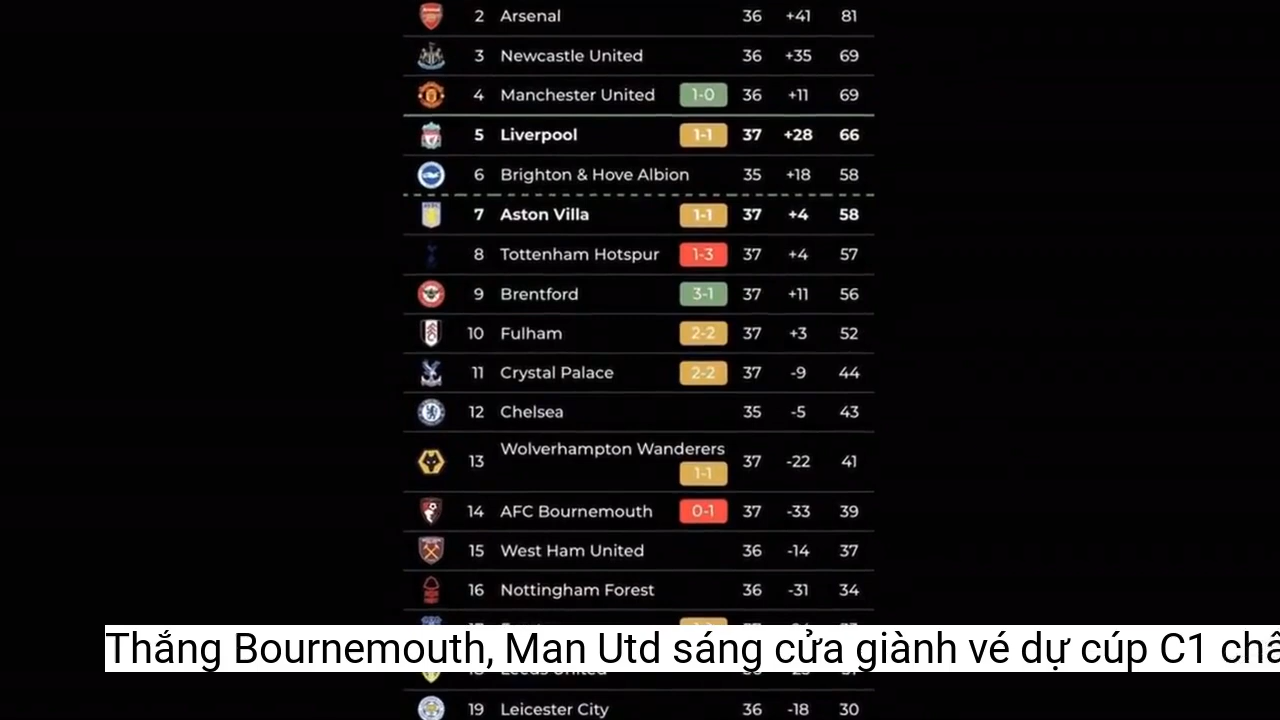 2 Arsenal 36 +41 81
3 Newcastle United 36 +35 69
4 Manchester United 1-0 36 +11 69
5 Liverpool 1-1 37 +28 66
6 Brighton & Hove Albion 35 +18 58
7 Aston Villa 1-1 37 +4 58
8 Tottenham Hotspur 1-3 37 +4 57
9 Brentford 3-1 37 +11 56
10 Fulham 2-2 37 +3 52
11 Crystal Palace 2-2 37 -9 44
12 Chelsea 35 -5 43
13 Wolverhampton Wanderers 1-1 37 -22 41
14 AFC Bournemouth 0-1 37 -33 39
15 West Ham United 36 -14 37
16 Nottingham Forest 36 -31 34
Thắng Bournemouth, Man Utd sáng cửa giành vé dự cúp C1 châ
Leeds United
19 Leicester City 36 -18 30